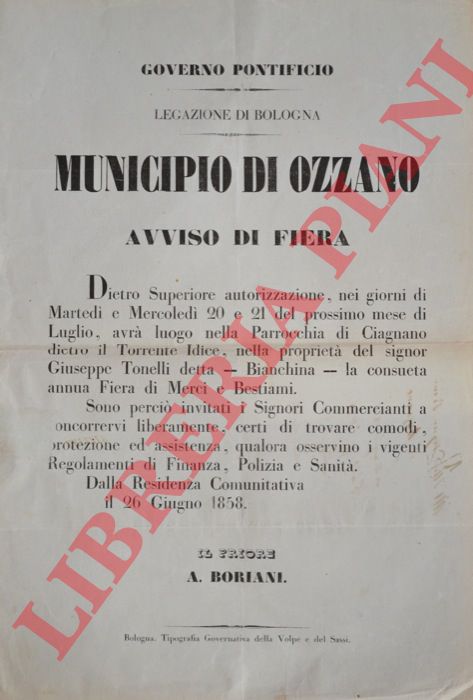 GOVERNO PONTIFICIO
LEGAZIONE DI BOLOGNA
MUNICIPIO DI OZZANO
AVVISO DI FIERA
Dietro Superiore autorizzazione, nei giorni di
Martedì e Mercoledì 20 e 21 del prossimo mese di
Luglio, avrà luogo nella Parrocchia di Ciagnano
dietro il Torrente Idice, nella proprietà del signor
Giuseppe Tonelli detta — Bianchina — la consueta
annua Fiera di Merci e Bestiami.
Sono perciò invitati i Signori Commercianti a
concorrervi liberamente, certi di trovare comodi,
protezione ed assistenza, qualora osservino i vigenti
Regolamenti di Finanza, Polizia e Sanità.
Dalla Residenza Comunitativa
il 26 Giugno 1858.
IL PRIORE
A. BORIANI.
Bologna. Tipografia Governativa della Volpe e del Sassi.
LIBRERIA PIANI